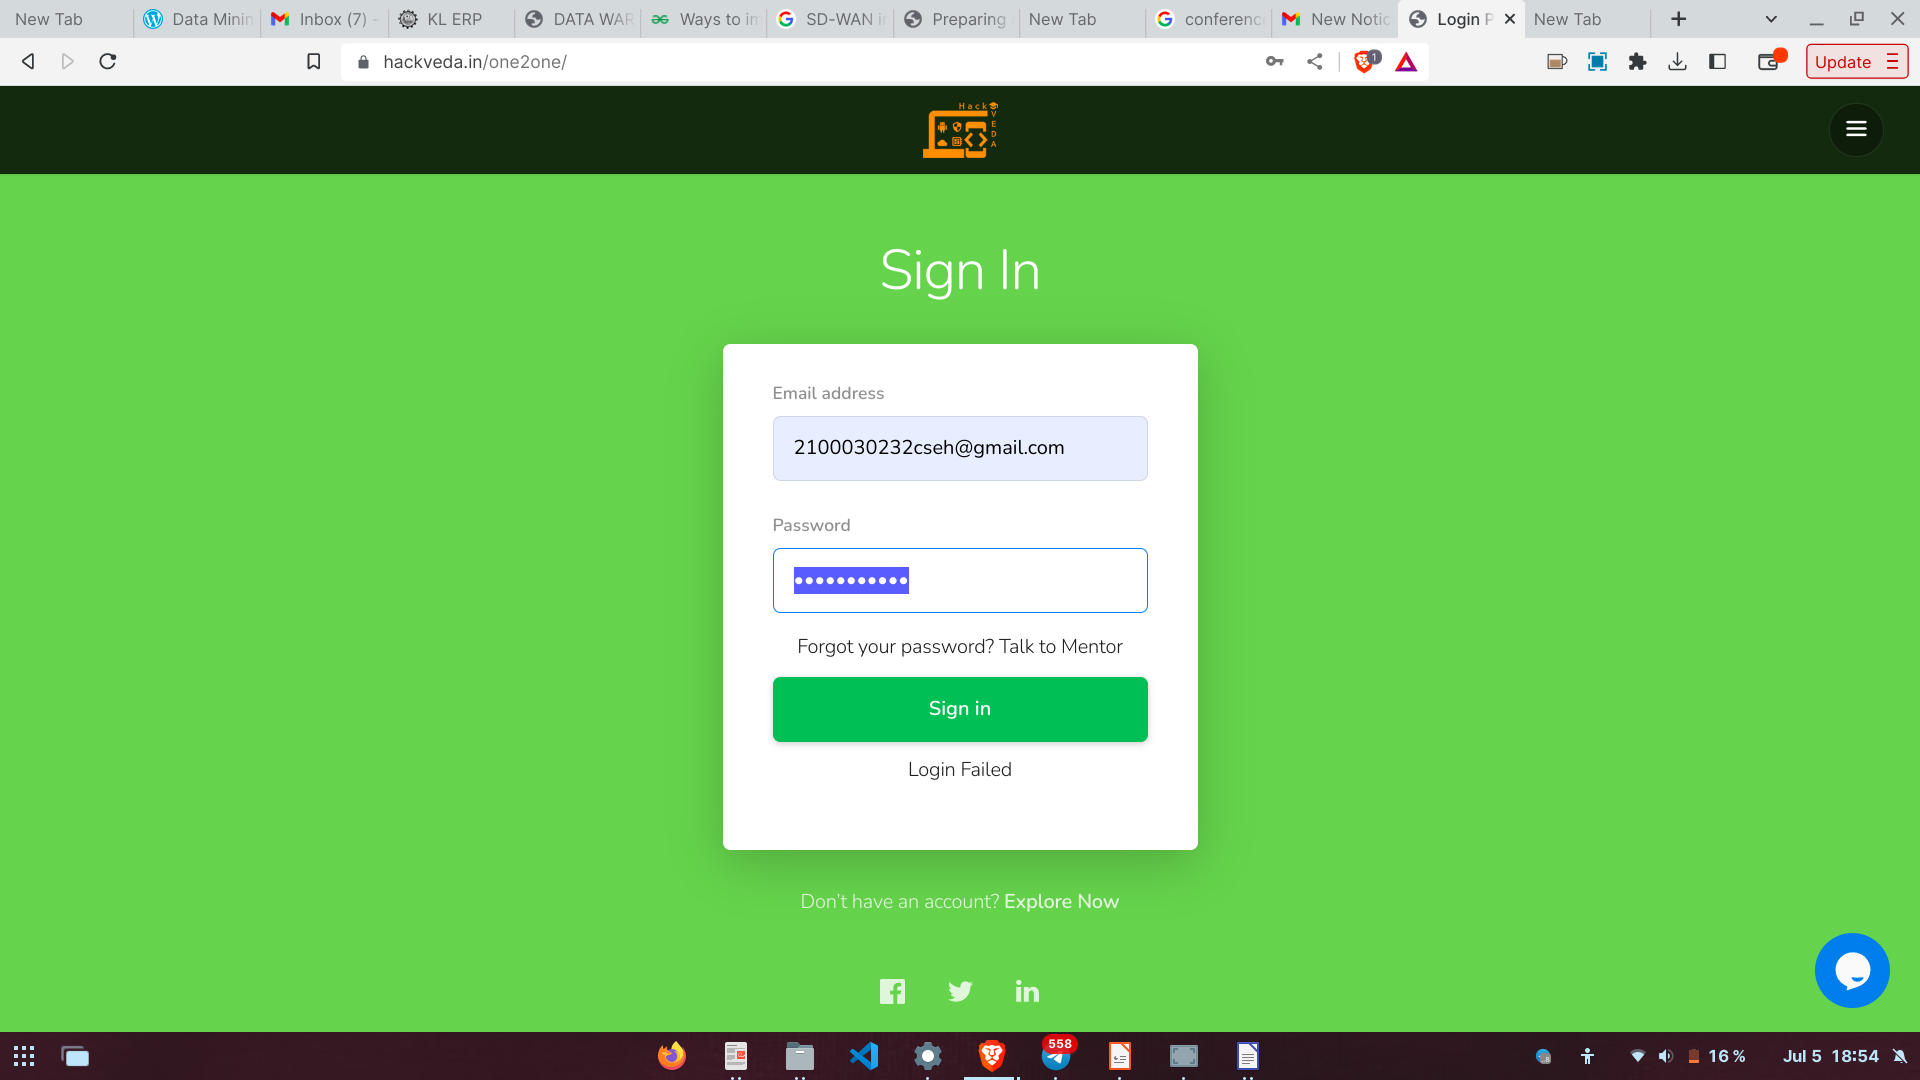 New Tab Data Minin Inbox (7) - KL ERP DATA WAR Ways to im SD-WAN in Preparing New Tab conference New Notic Login P New Tab
hackveda.in/one2one/ 1 Update
Hack
VEDA
Sign In
Email address
2100030232cseh@gmail.com
Password
•••••••••••
Forgot your password? Talk to Mentor
Sign in
Login Failed
Don't have an account? Explore Now
558
16 % Jul 5 18:54